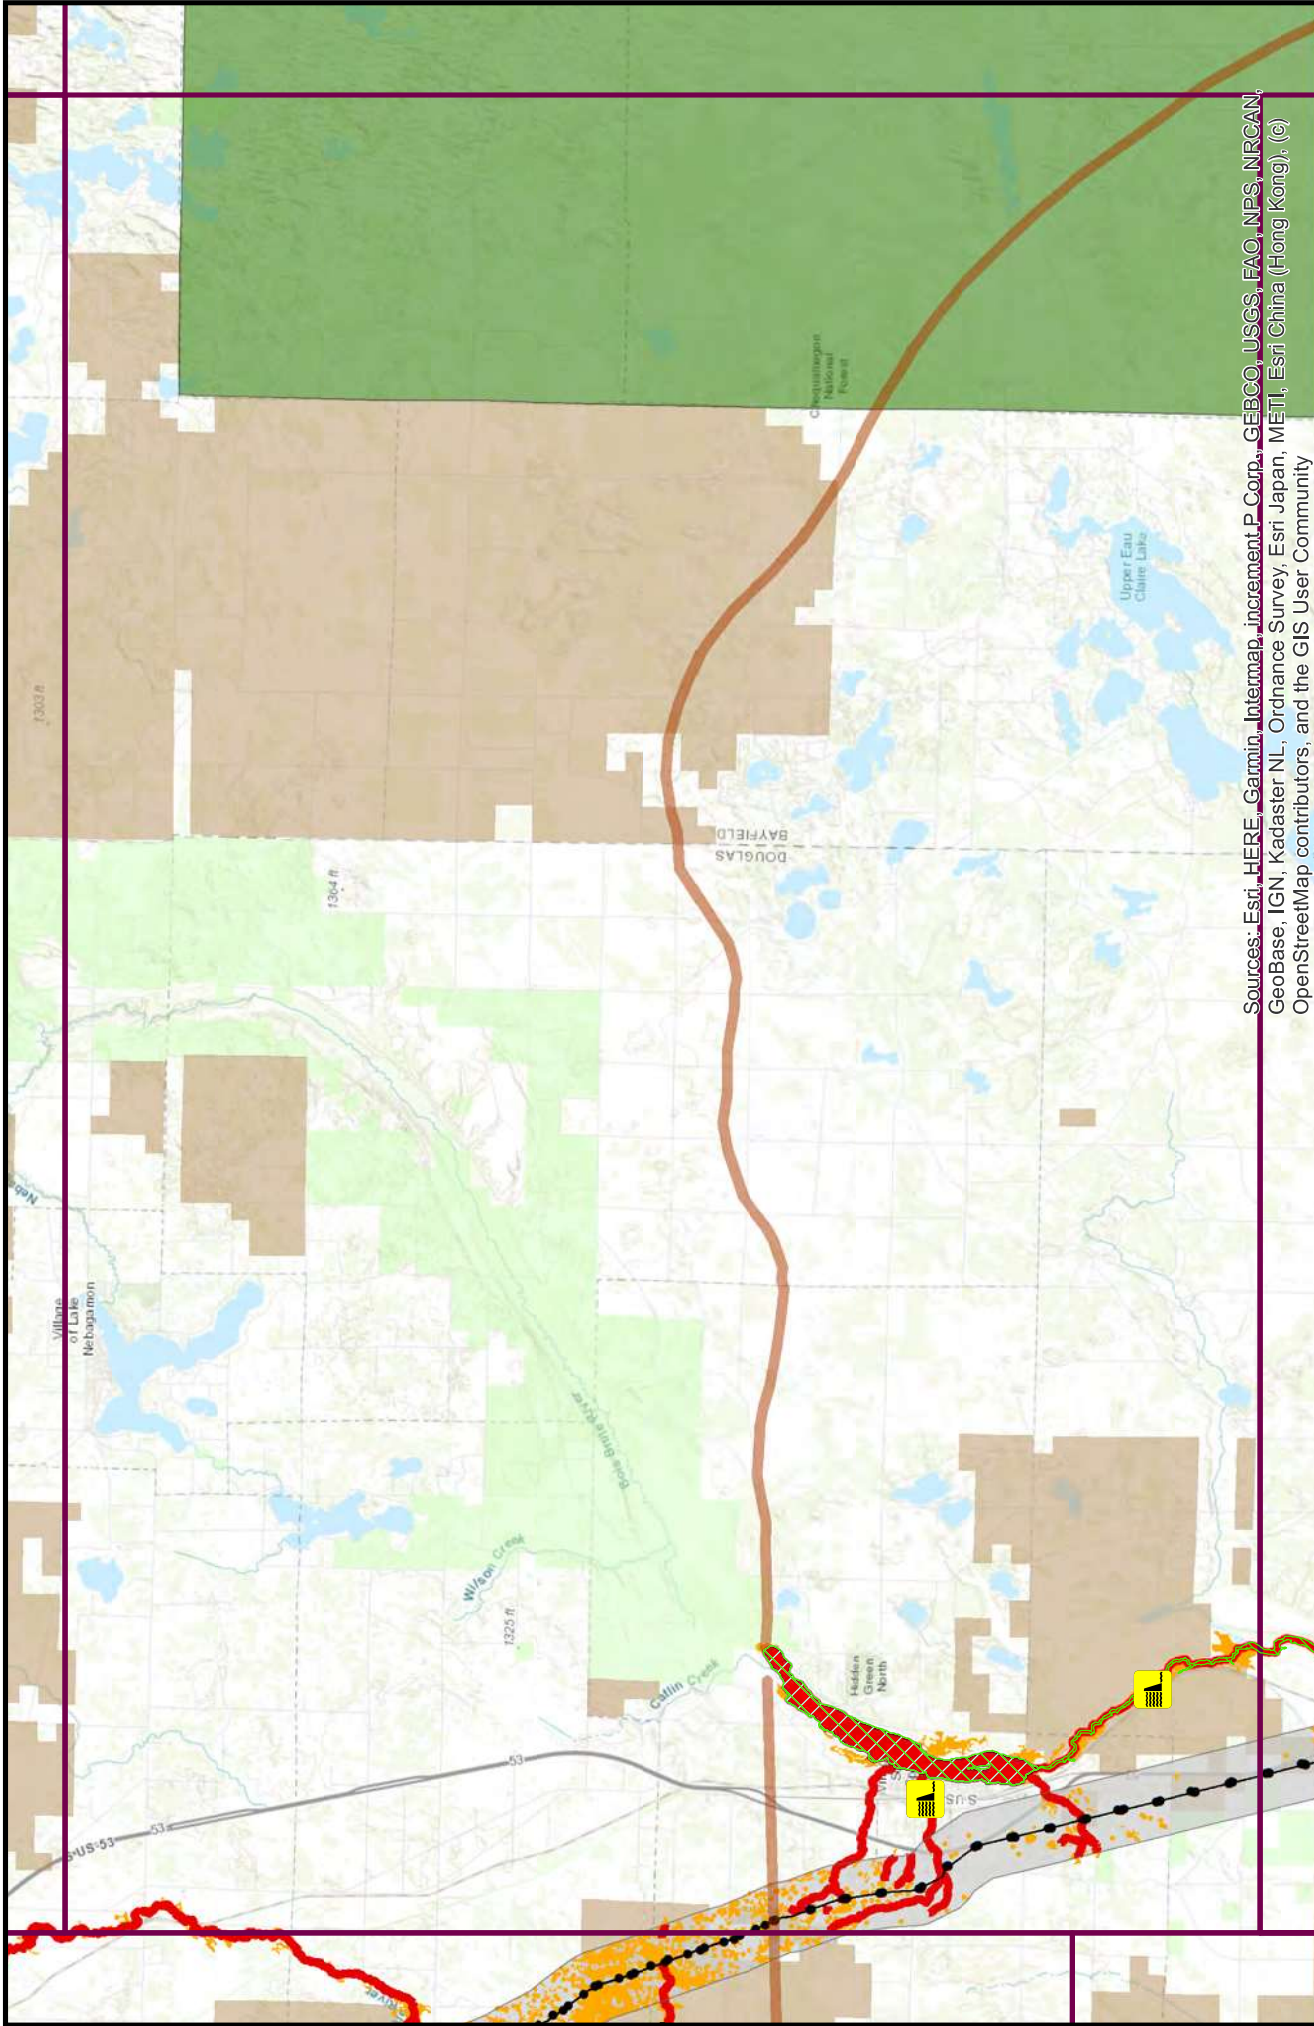 Sources: Esri, HERE, Garmin, Intermap, increment P Corp., GEBCO, USGS, FAO, NPS, NRCAN,
GeoBase, IGN, Kadaster NL, Ordnance Survey, Esri Japan, METI, Esri China (Hong Kong), (c)
OpenStreetMap contributors, and the GIS User Community
1303 ft
Chequamegon
National
Forest
Upper Eau
Claire Lake
BAYFIELD
DOUGLAS
1364 ft
Village
of Lake
Nebagamon
Bois Brule River
Wilson Creek
1325 ft
Catlin Creek
Hidden
Green
North
53
53
S-US-53
S-US
River